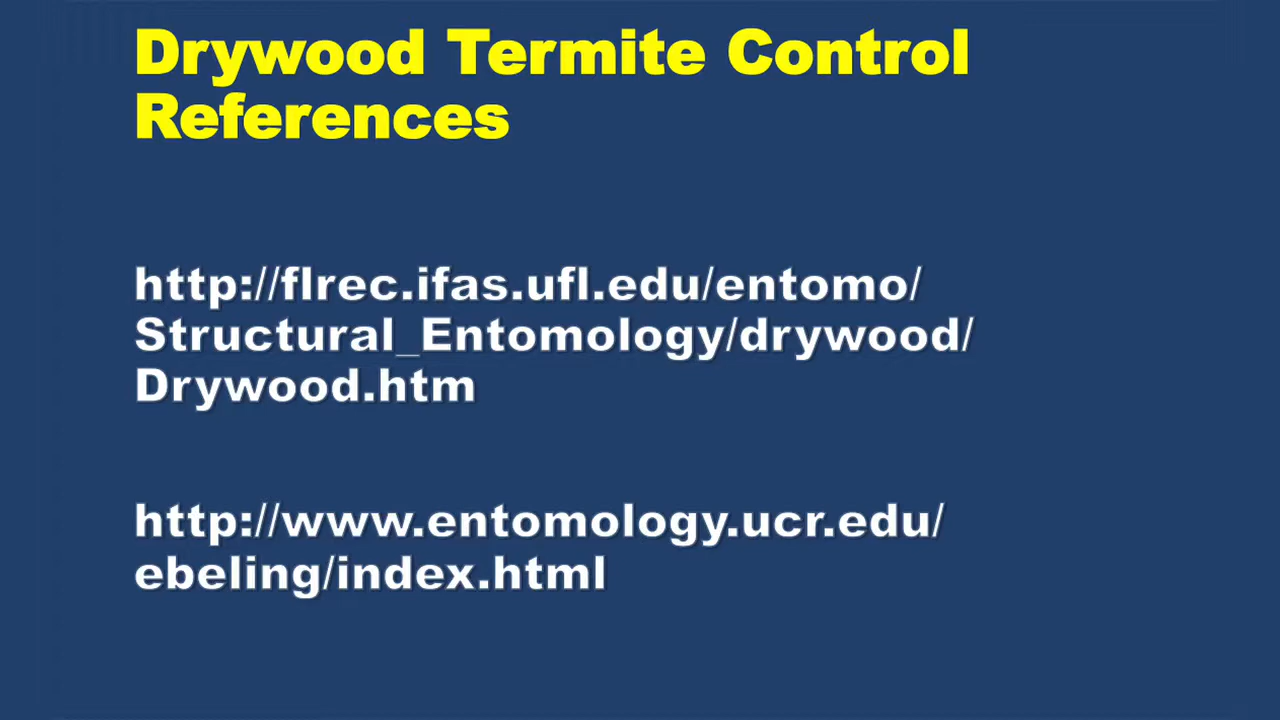 Drywood Termite Control
References
http://flrec.ifas.ufl.edu/entomo/
Structural_Entomology/drywood/
Drywood.htm
http://www.entomology.ucr.edu/
ebeling/index.html